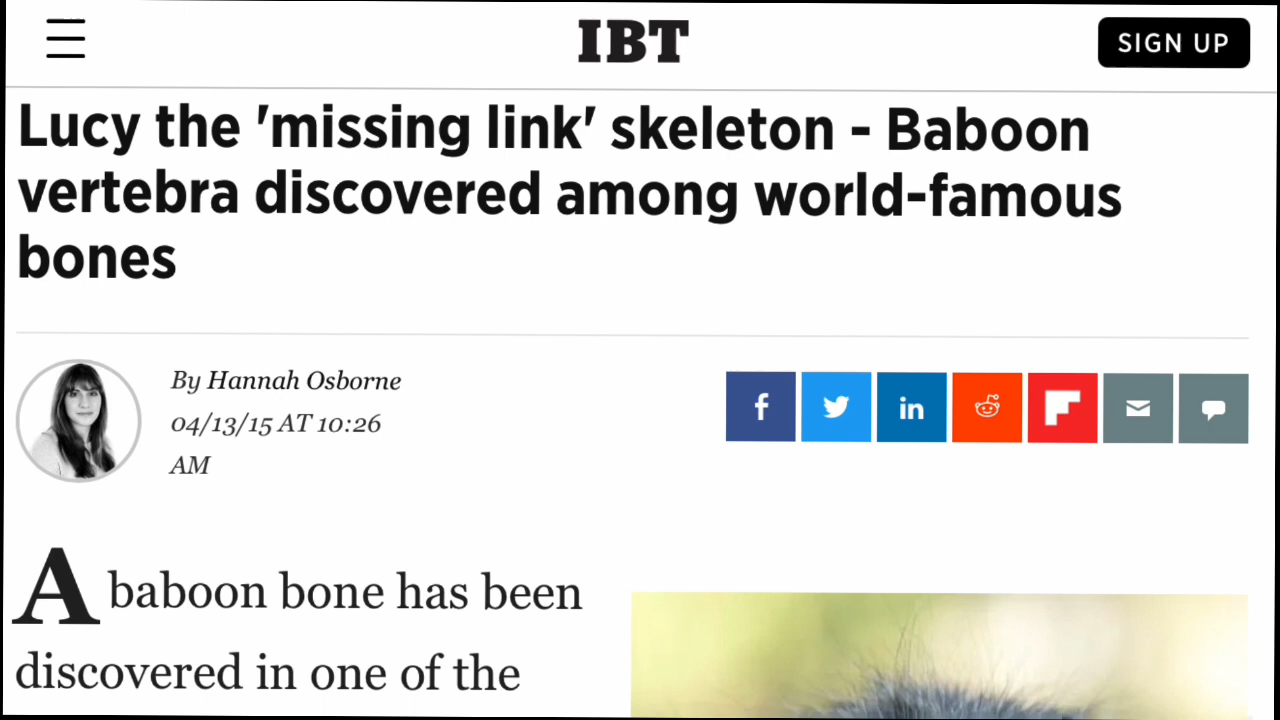 IBT
SIGN UP
Lucy the 'missing link' skeleton - Baboon
vertebra discovered among world-famous
bones
By Hannah Osborne
04/13/15 AT 10:26
AM
A baboon bone has been
discovered in one of the